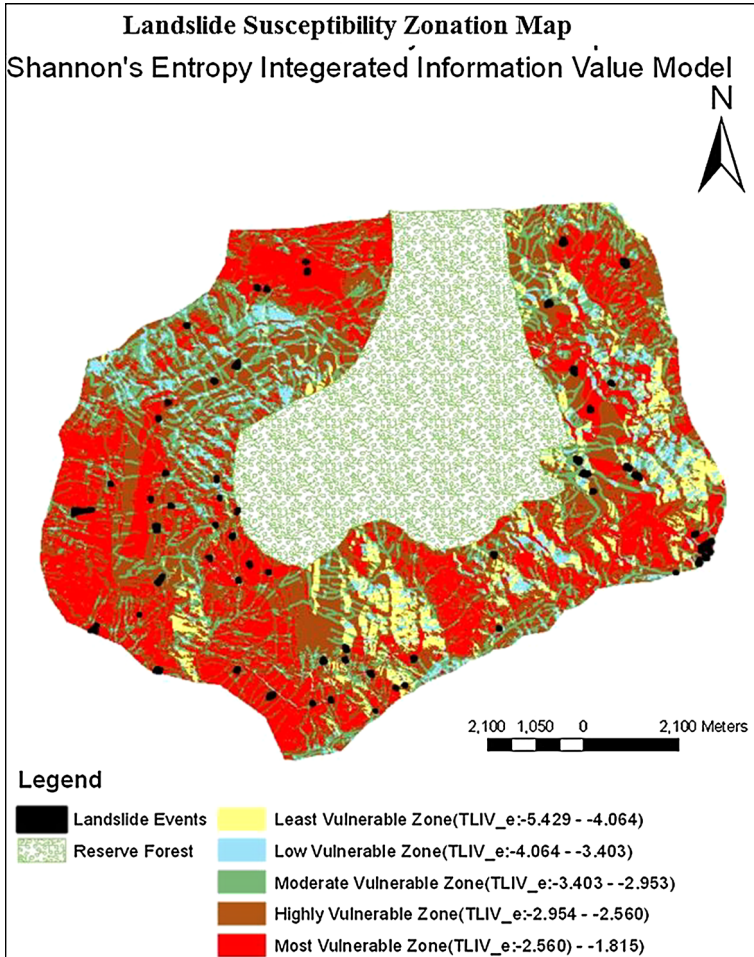 Landslide Susceptibility Zonation Map
Shannon's Entropy Integerated Information Value Model
N
2,100 1,050 0 2,100 Meters
Legend
Landslide Events
Reserve Forest
Least Vulnerable Zone(TLIV_e:-5.429 - -4.064)
Low Vulnerable Zone(TLIV_e:-4.064 - -3.403)
Moderate Vulnerable Zone(TLIV_e:-3.403 - -2.953)
Highly Vulnerable Zone(TLIV_e:-2.954 - -2.560)
Most Vulnerable Zone(TLIV_e:-2.560) - -1.815)